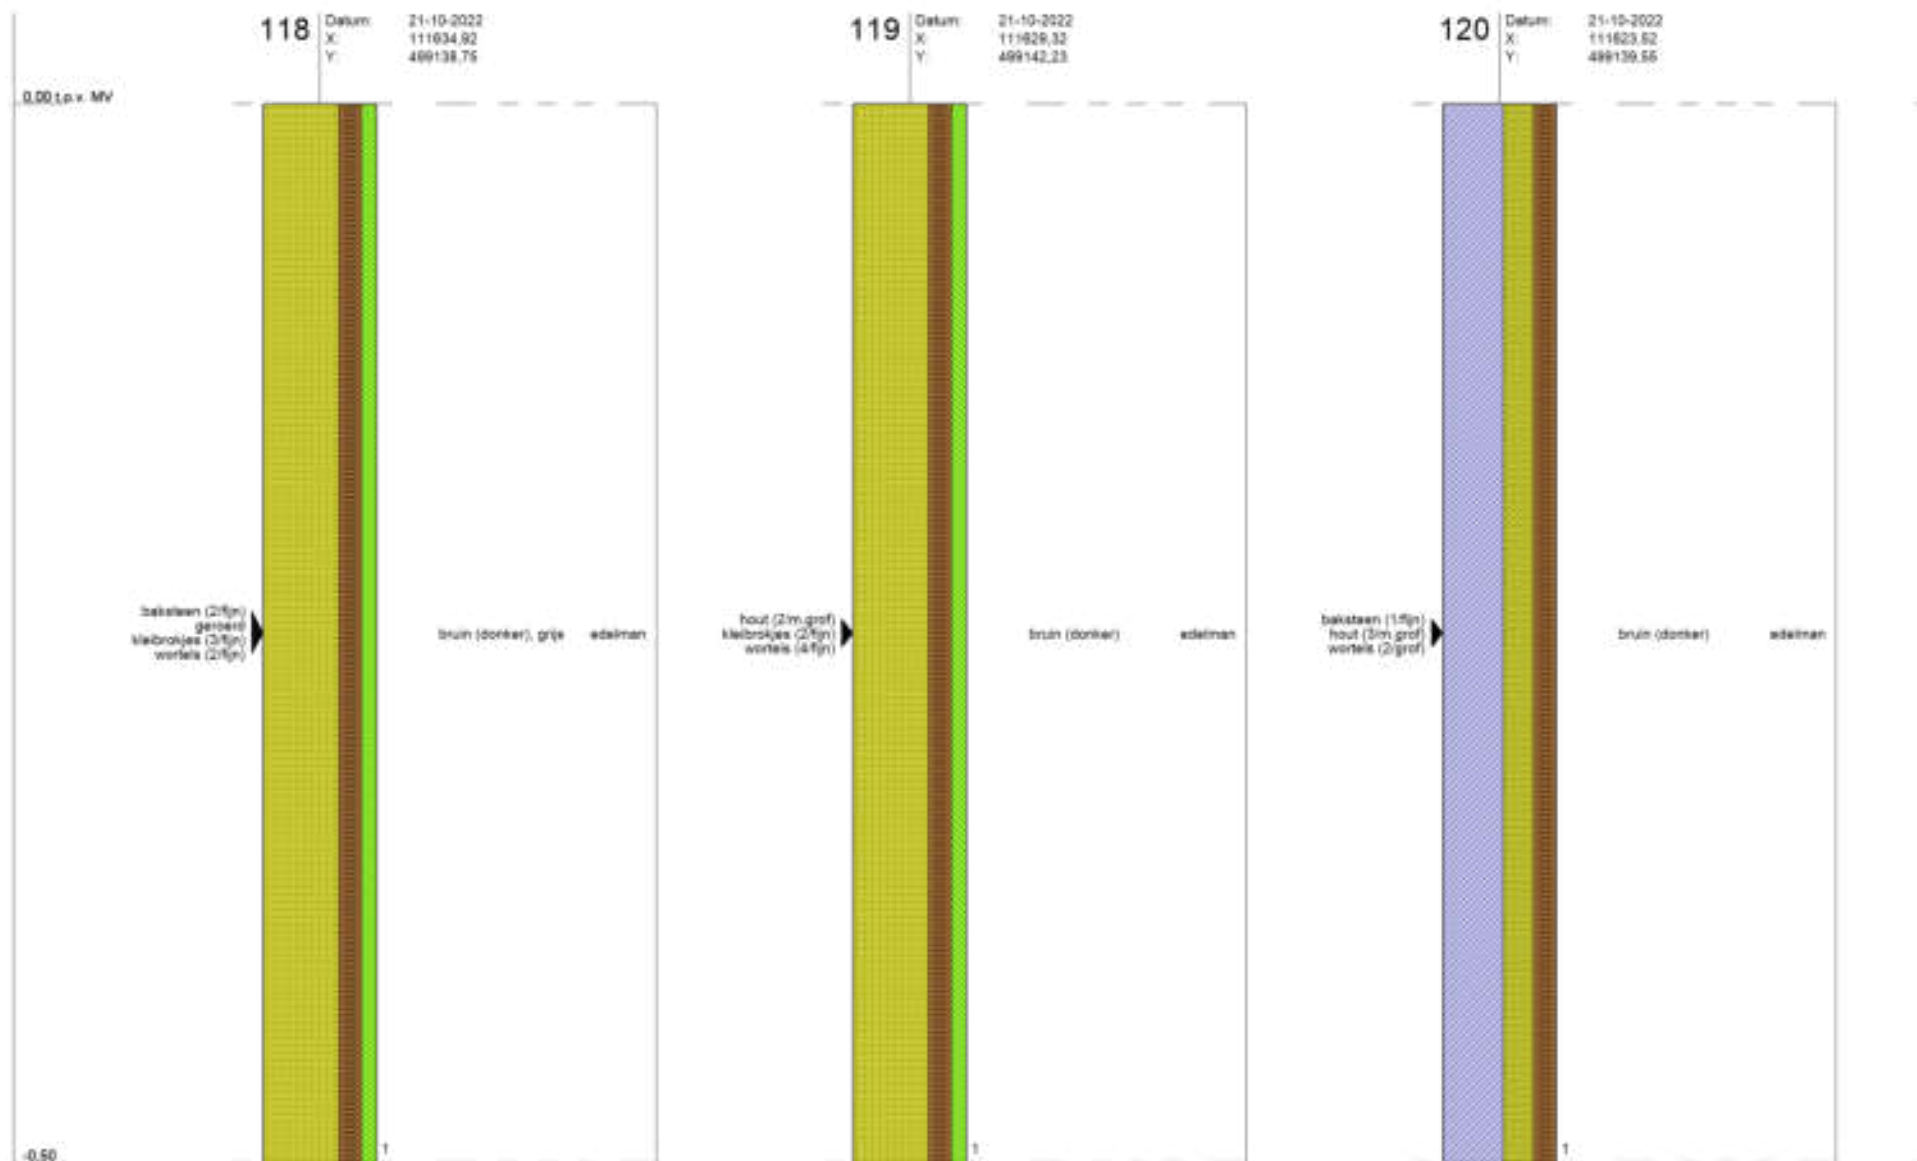 118
Datum: 21-10-2022
X: 111634,92
Y: 499138,75
119
Datum: 21-10-2022
X: 111629,32
Y: 499142,23
120
Datum: 21-10-2022
X: 111623,52
Y: 499139,55
0,00 t.o.v. MV
baksteen (2/fijn)
geroerd
kleibrokjes (3/fijn)
wortels (2/fijn)
bruin (donker), grijs
edelman
hout (2/m.grof)
kleibrokjes (2/fijn)
wortels (4/fijn)
bruin (donker)
edelman
baksteen (1/fijn)
hout (3/m.grof)
wortels (2/grof)
bruin (donker)
edelman
-0.50
1
1
1